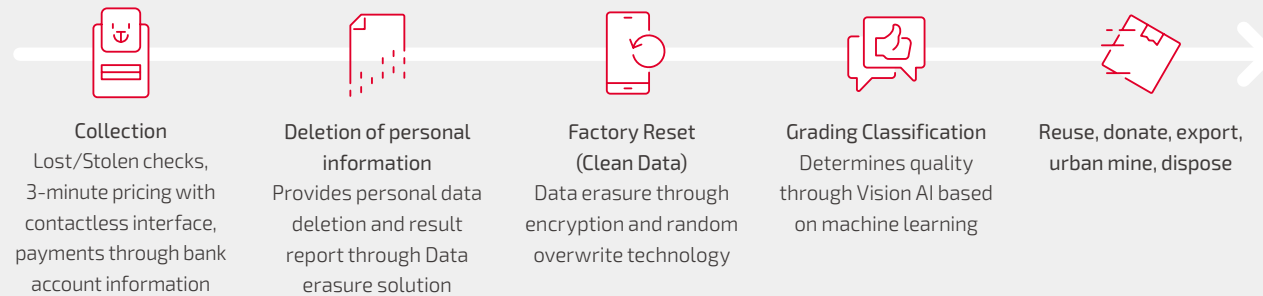 Collection
Lost/Stolen checks,
3-minute pricing with
contactless interface,
payments through bank
account information
Deletion of personal
information
Provides personal data
deletion and result
report through Data
erasure solution
Factory Reset
(Clean Data)
Data erasure through
encryption and random
overwrite technology
Grading Classification
Determines quality
through Vision AI based
on machine learning
Reuse, donate, export,
urban mine, dispose